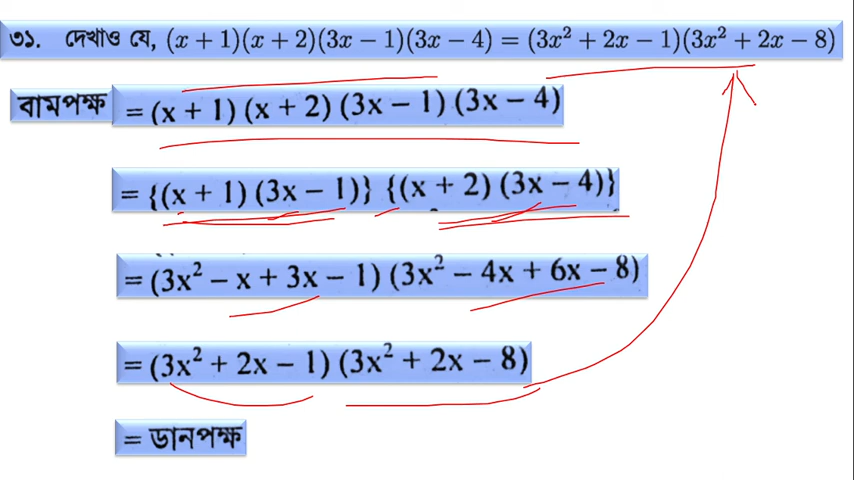 ৩১. দেখাও যে, (x + 1)(x + 2)(3x − 1)(3x − 4) = (3x² + 2x − 1)(3x² + 2x − 8)
বামপক্ষ = (x + 1) (x + 2) (3x − 1) (3x − 4)
= {(x + 1) (3x − 1)} {(x + 2) (3x − 4)}
= (3x² − x + 3x − 1) (3x² − 4x + 6x − 8)
= (3x² + 2x − 1) (3x² + 2x − 8)
= ডানপক্ষ